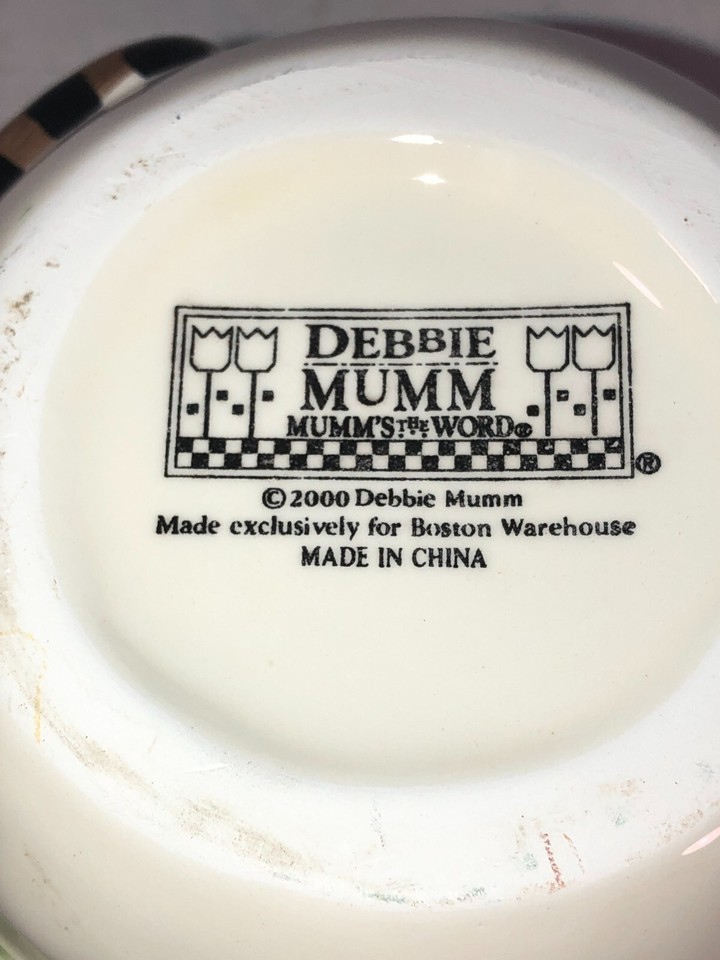 DEBBIE
MUMM
MUMM'S THE WORD®
®
©2000 Debbie Mumm
Made exclusively for Boston Warehouse
MADE IN CHINA